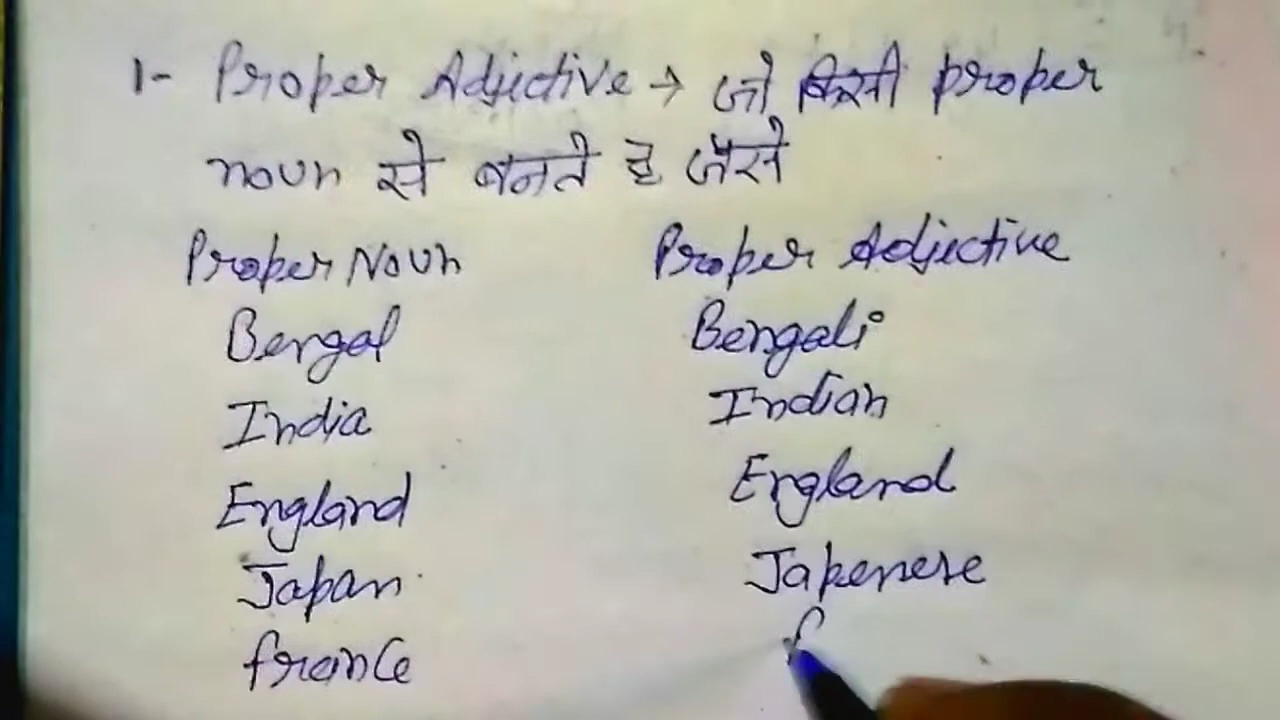 1- Proper Adjective → जो किसी proper
noun से बनते है जैसे
Proper Noun Proper Adjective
Bengal Bengali
India Indian
England England
Japan Japenese
france f